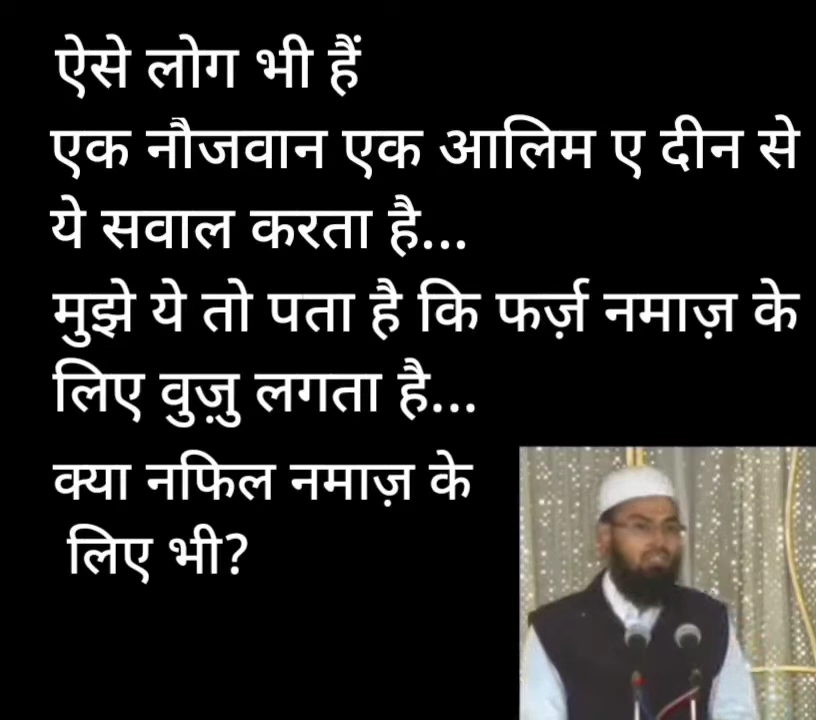 ऐसे लोग भी हैं
एक नौजवान एक आलिम ए दीन से
ये सवाल करता है...
मुझे ये तो पता है कि फर्ज़ नमाज़ के
लिए वुज़ु लगता है...
क्या नफिल नमाज़ के
लिए भी?